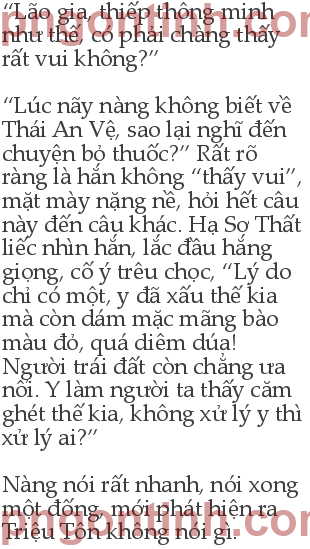 “Lão gia, thiếp thông minh
như thế, có phải chàng thấy
rất vui không?”
“Lúc nãy nàng không biết về
Thái An Vệ, sao lại nghĩ đến
chuyện bỏ thuốc?” Rất rõ
ràng là hắn không “thấy vui”,
mặt mày nặng nề, hỏi hết câu
này đến câu khác. Hạ Sơ Thất
liếc nhìn hắn, lắc đầu hắng
giọng, cố ý trêu chọc, “Lý do
chỉ có một, y đã xấu thế kia
mà còn dám mặc mãng bào
màu đỏ, quá diêm dúa!
Người trái đất còn chẳng ưa
nổi. Y làm người ta thấy căm
ghét thế kia, không xử lý y thì
xử lý ai?”
Nàng nói rất nhanh, nói xong
một đống, mới phát hiện ra
Triệu Tôn không nói gì.
pngontinh.com
pngontinh.com